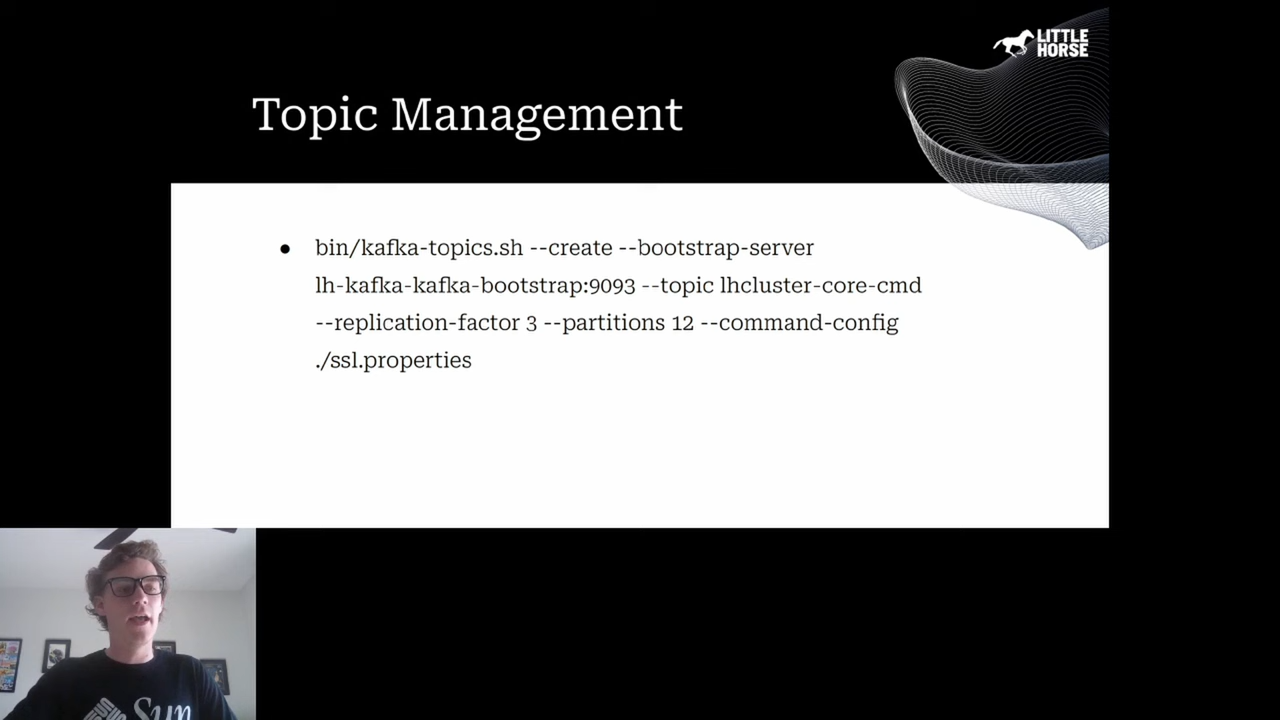 LITTLE
HORSE
Topic Management
● bin/kafka-topics.sh --create --bootstrap-server
lh-kafka-kafka-bootstrap:9093 --topic lhcluster-core-cmd
--replication-factor 3 --partitions 12 --command-config
./ssl.properties
Sun